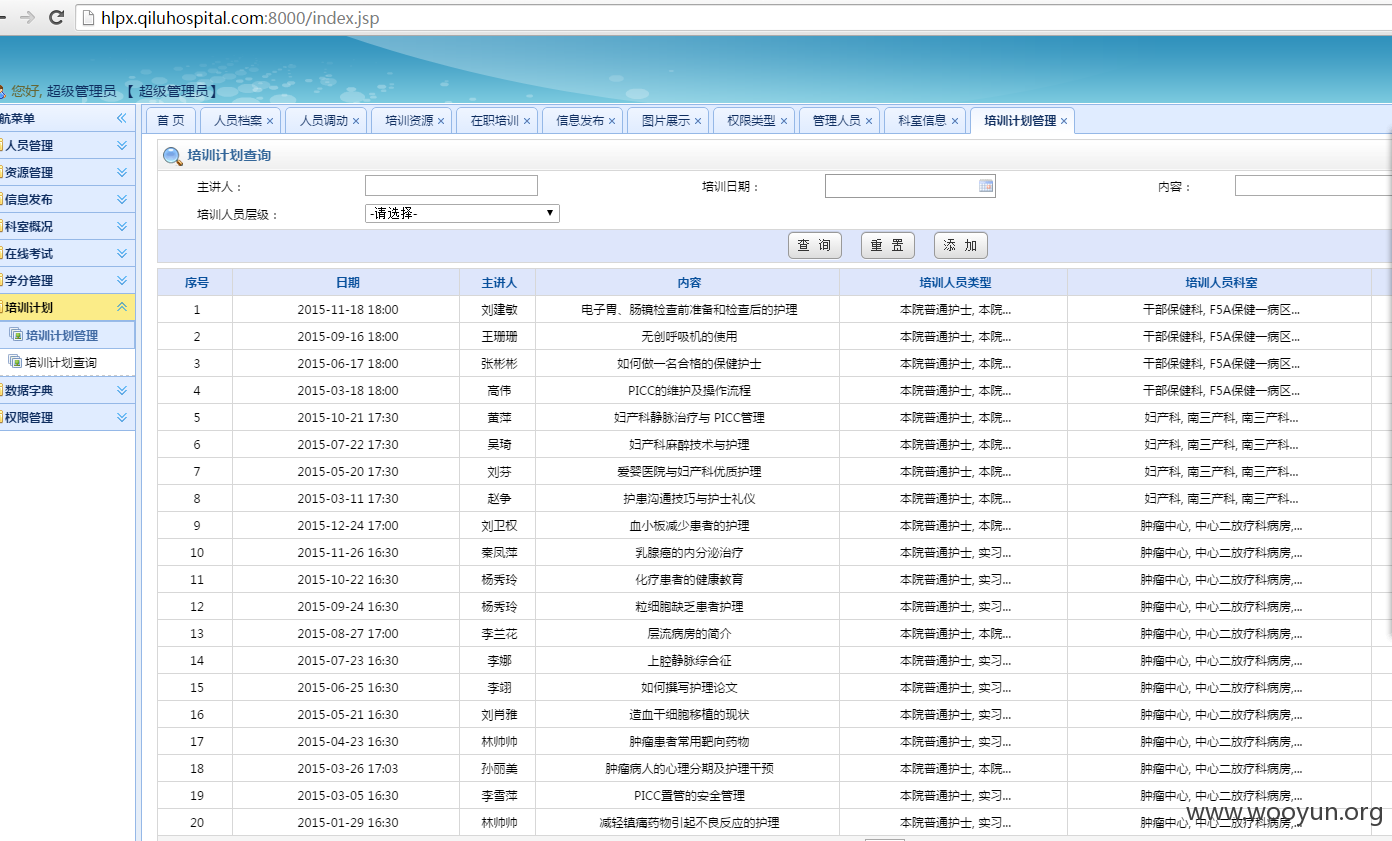 hlpx.qiluhospital.com:8000/index.jsp
您好, 超级管理员 【 超级管理员】
航菜单
人员管理
资源管理
信息发布
科室概况
在线考试
学分管理
培训计划
培训计划管理
培训计划查询
数据字典
权限管理
首 页 人员档案 × 人员调动 × 培训资源 × 在职培训 × 信息发布 × 图片展示 × 权限类型 × 管理人员 × 科室信息 × 培训计划管理 ×
培训计划查询
主讲人： 培训日期： 内容：
培训人员层级： -请选择-
查 询 重 置 添 加
序号 日期 主讲人 内容 培训人员类型 培训人员科室
1 2015-11-18 18:00 刘建敏 电子胃、肠镜检查前准备和检查后的护理 本院普通护士, 本院... 干部保健科, F5A保健一病区...
2 2015-09-16 18:00 王珊珊 无创呼吸机的使用 本院普通护士, 本院... 干部保健科, F5A保健一病区...
3 2015-06-17 18:00 张彬彬 如何做一名合格的保健护士 本院普通护士, 本院... 干部保健科, F5A保健一病区...
4 2015-03-18 18:00 高伟 PICC的维护及操作流程 本院普通护士, 本院... 干部保健科, F5A保健一病区...
5 2015-10-21 17:30 黄萍 妇产科静脉治疗与 PICC管理 本院普通护士, 本院... 妇产科, 南三产科, 南三产科...
6 2015-07-22 17:30 吴琦 妇产科麻醉技术与护理 本院普通护士, 本院... 妇产科, 南三产科, 南三产科...
7 2015-05-20 17:30 刘芬 爱婴医院与妇产科优质护理 本院普通护士, 本院... 妇产科, 南三产科, 南三产科...
8 2015-03-11 17:30 赵争 护患沟通技巧与护士礼仪 本院普通护士, 本院... 妇产科, 南三产科, 南三产科...
9 2015-12-24 17:00 刘卫权 血小板减少患者的护理 本院普通护士, 本院... 肿瘤中心, 中心二放疗科病房,...
10 2015-11-26 16:30 秦凤萍 乳腺癌的内分泌治疗 本院普通护士, 实习... 肿瘤中心, 中心二放疗科病房,...
11 2015-10-22 16:30 杨秀玲 化疗患者的健康教育 本院普通护士, 实习... 肿瘤中心, 中心二放疗科病房,...
12 2015-09-24 16:30 杨秀玲 粒细胞缺乏患者护理 本院普通护士, 实习... 肿瘤中心, 中心二放疗科病房,...
13 2015-08-27 17:00 李兰花 层流病房的简介 本院普通护士, 本院... 肿瘤中心, 中心二放疗科病房,...
14 2015-07-23 16:30 李娜 上腔静脉综合征 本院普通护士, 实习... 肿瘤中心, 中心二放疗科病房,...
15 2015-06-25 16:30 李翊 如何撰写护理论文 本院普通护士, 实习... 肿瘤中心, 中心二放疗科病房,...
16 2015-05-21 16:30 刘肖雅 造血干细胞移植的现状 本院普通护士, 实习... 肿瘤中心, 中心二放疗科病房,...
17 2015-04-23 16:30 林帅帅 肿瘤患者常用靶向药物 本院普通护士, 实习... 肿瘤中心, 中心二放疗科病房,...
18 2015-03-26 17:03 孙丽美 肿瘤病人的心理分期及护理干预 本院普通护士, 本院... 肿瘤中心, 中心二放疗科病房,...
19 2015-03-05 16:30 李雪萍 PICC置管的安全管理 本院普通护士, 实习... 肿瘤中心, 中心二放疗科病房,...
20 2015-01-29 16:30 林帅帅 减轻镇痛药物引起不良反应的护理 本院普通护士, 实习... 肿瘤中心, 中心二放疗科病房,...
www.wooyun.org